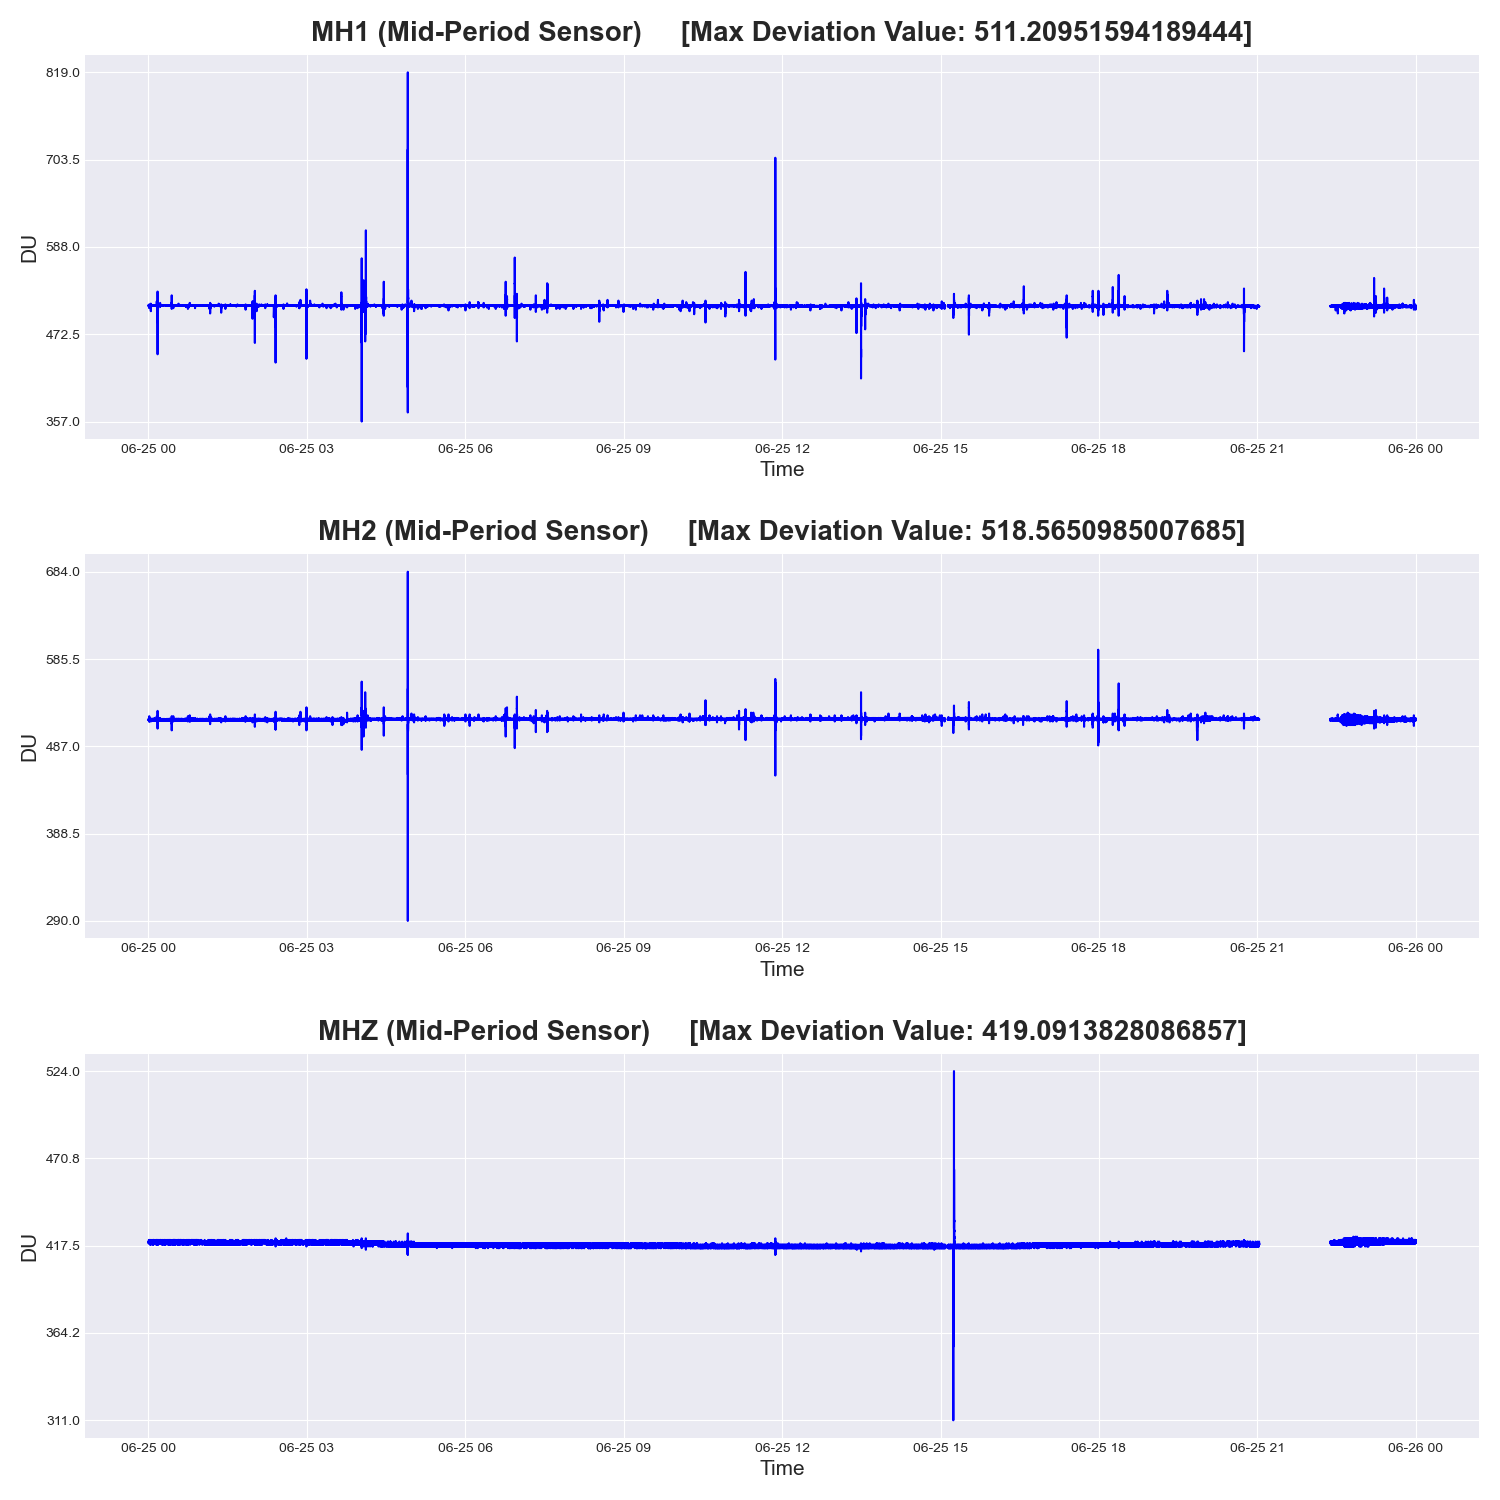 MH1 (Mid-Period Sensor) [Max Deviation Value: 511.20951594189444]
819.0
703.5
588.0
472.5
357.0
DU
06-25 00 06-25 03 06-25 06 06-25 09 06-25 12 06-25 15 06-25 18 06-25 21 06-26 00
Time
MH2 (Mid-Period Sensor) [Max Deviation Value: 518.5650985007685]
684.0
585.5
487.0
388.5
290.0
DU
06-25 00 06-25 03 06-25 06 06-25 09 06-25 12 06-25 15 06-25 18 06-25 21 06-26 00
Time
MHZ (Mid-Period Sensor) [Max Deviation Value: 419.0913828086857]
524.0
470.8
417.5
364.2
311.0
DU
06-25 00 06-25 03 06-25 06 06-25 09 06-25 12 06-25 15 06-25 18 06-25 21 06-26 00
Time